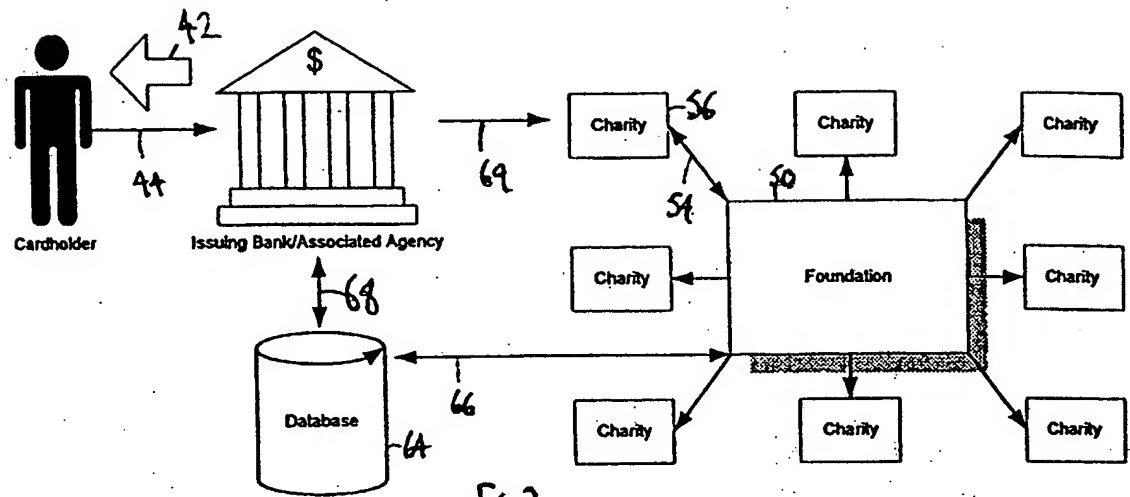 42
$
56
Charity
Charity
Charity
44
69
54
50
Cardholder
Issuing Bank/Associated Agency
Charity
Foundation
Charity
68
66
Database
64
Charity
Charity
Charity